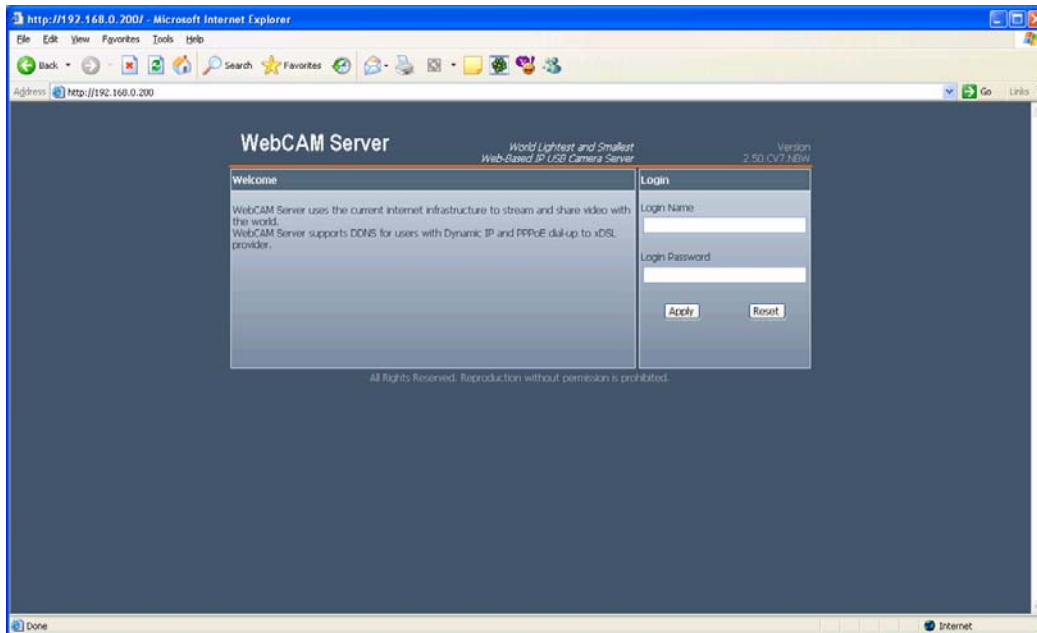 http://192.168.0.200/ - Microsoft Internet Explorer
File Edit View Favorites Tools Help
Back Search Favorites
Address http://192.168.0.200 Go Links
WebCAM Server
World Lightest and Smallest
Web-Based IP USB Camera Server
Version
2.50.CV7.NBW
Welcome
Login
WebCAM Server uses the current internet infrastructure to stream and share video with
the world.
WebCAM Server supports DDNS for users with Dynamic IP and PPPoE dial-up to xDSL
provider.
Login Name
Login Password
Apply Reset
All Rights Reserved. Reproduction without permission is prohibited.
Done Internet